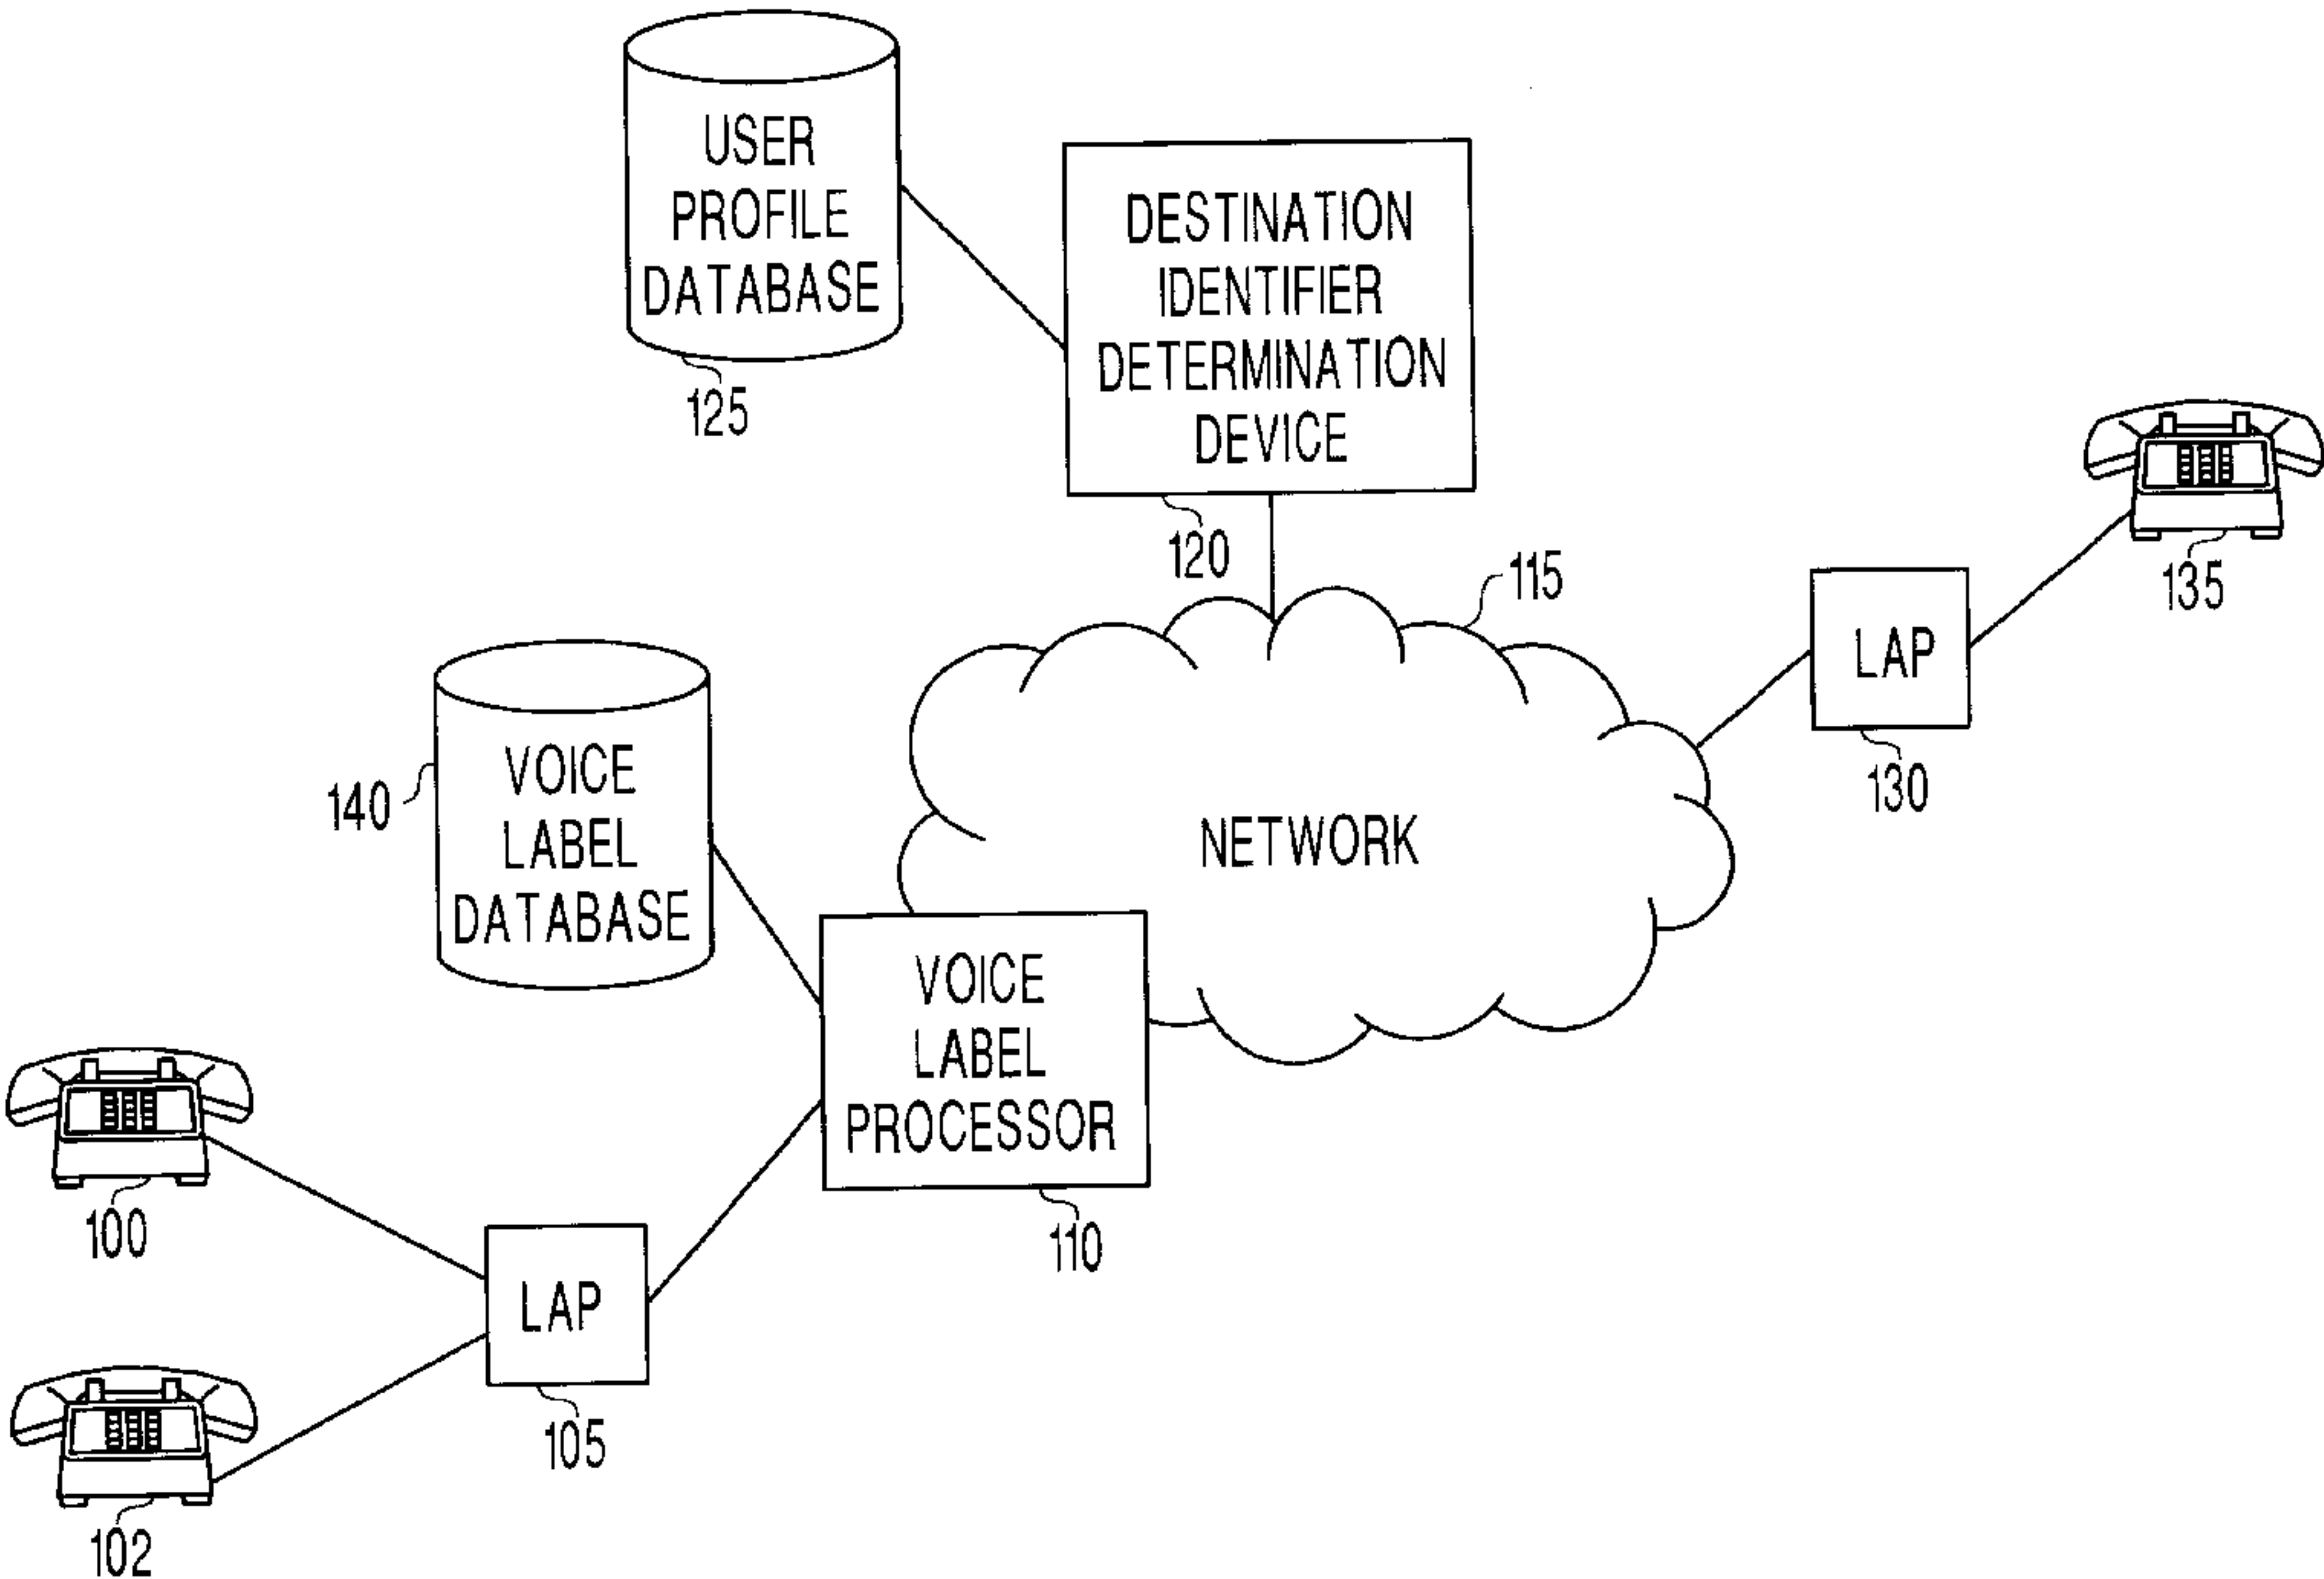 USER
PROFILE
DATABASE
125
DESTINATION
IDENTIFIER
DETERMINATION
DEVICE
120
115
135
LAP
130
VOICE
LABEL
DATABASE
140
NETWORK
VOICE
LABEL
PROCESSOR
110
100
LAP
105
102